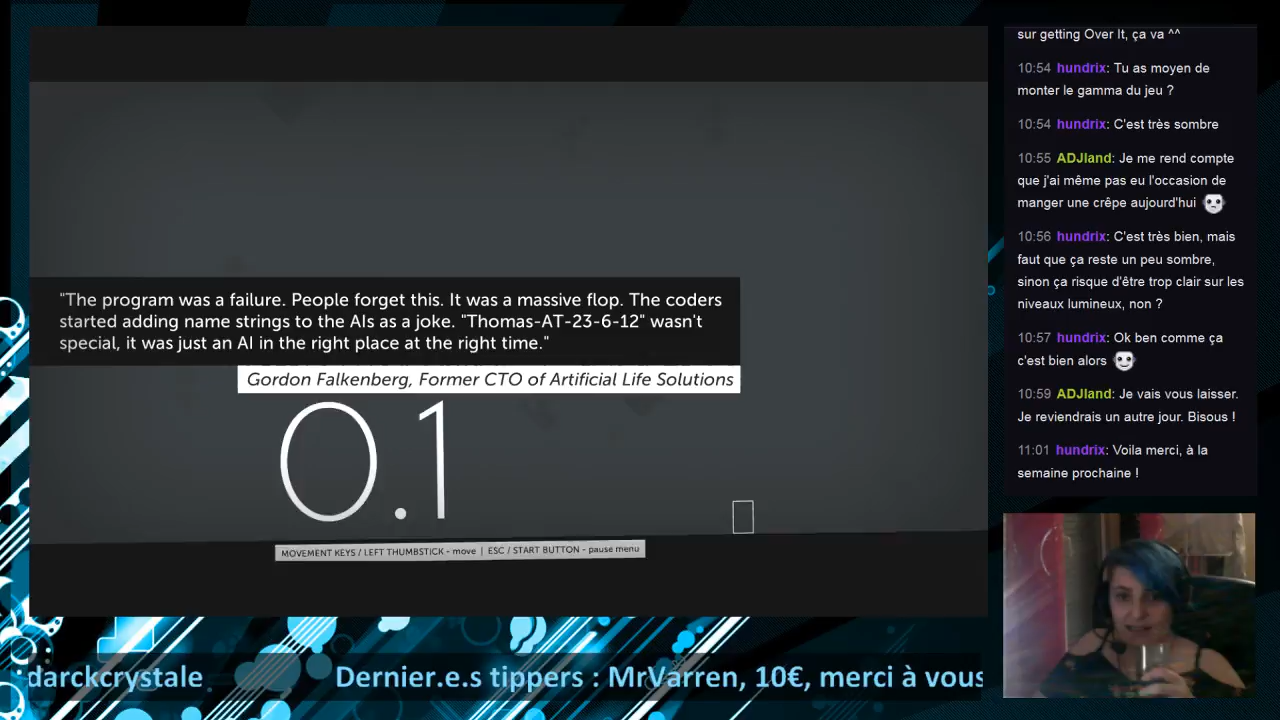 "The program was a failure. People forget this. It was a massive flop. The coders
started adding name strings to the AIs as a joke. "Thomas-AT-23-6-12" wasn't
special, it was just an AI in the right place at the right time."
Gordon Falkenberg, Former CTO of Artificial Life Solutions
0.1
MOVEMENT KEYS / LEFT THUMBSTICK - move | ESC / START BUTTON - pause menu
sur getting Over It, ça va ^^
10:54 hundrix: Tu as moyen de
monter le gamma du jeu ?
10:54 hundrix: C'est très sombre
10:55 ADJland: Je me rend compte
que j'ai même pas eu l'occasion de
manger une crêpe aujourd'hui
10:56 hundrix: C'est très bien, mais
faut que ça reste un peu sombre,
sinon ça risque d'être trop clair sur les
niveaux lumineux, non ?
10:57 hundrix: Ok ben comme ça
c'est bien alors
10:59 ADJland: Je vais vous laisser.
Je reviendrais un autre jour. Bisous !
11:01 hundrix: Voila merci, à la
semaine prochaine !
darckcrystale Dernier.e.s tippers : MrVarren, 10€, merci à vous